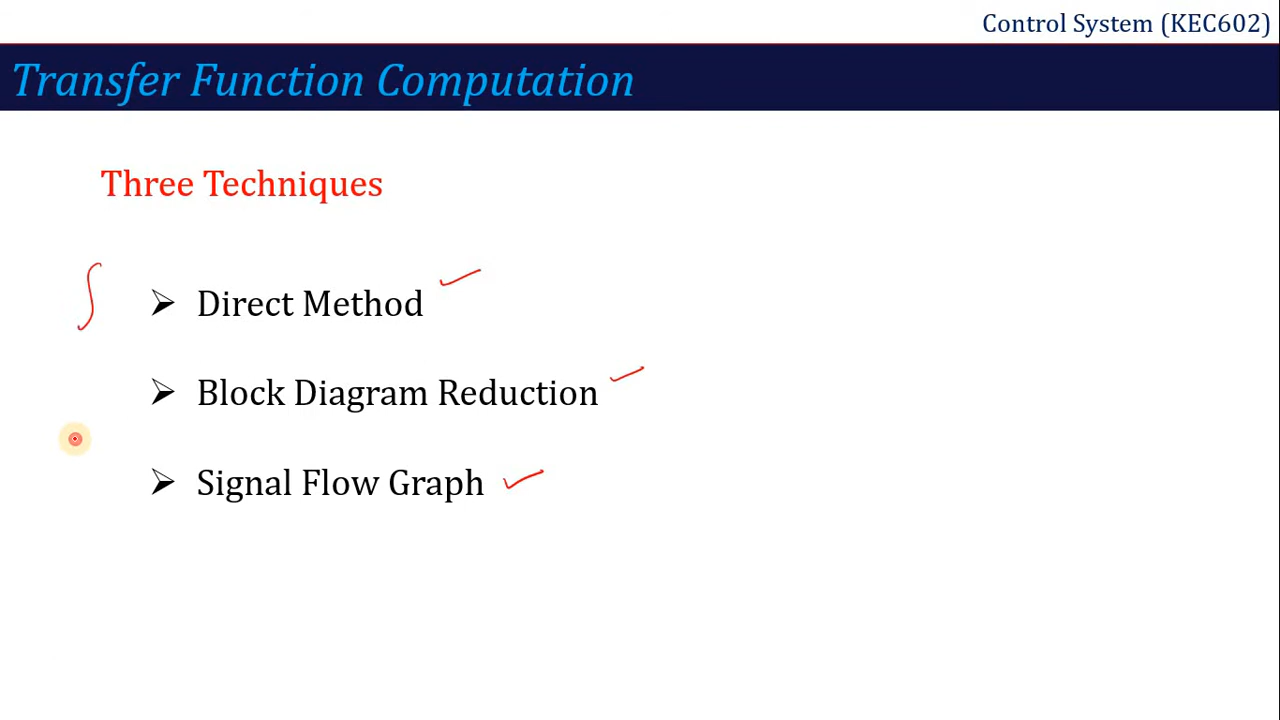 Control System (KEC602)
Transfer Function Computation
Three Techniques
➢ Direct Method
➢ Block Diagram Reduction
➢ Signal Flow Graph